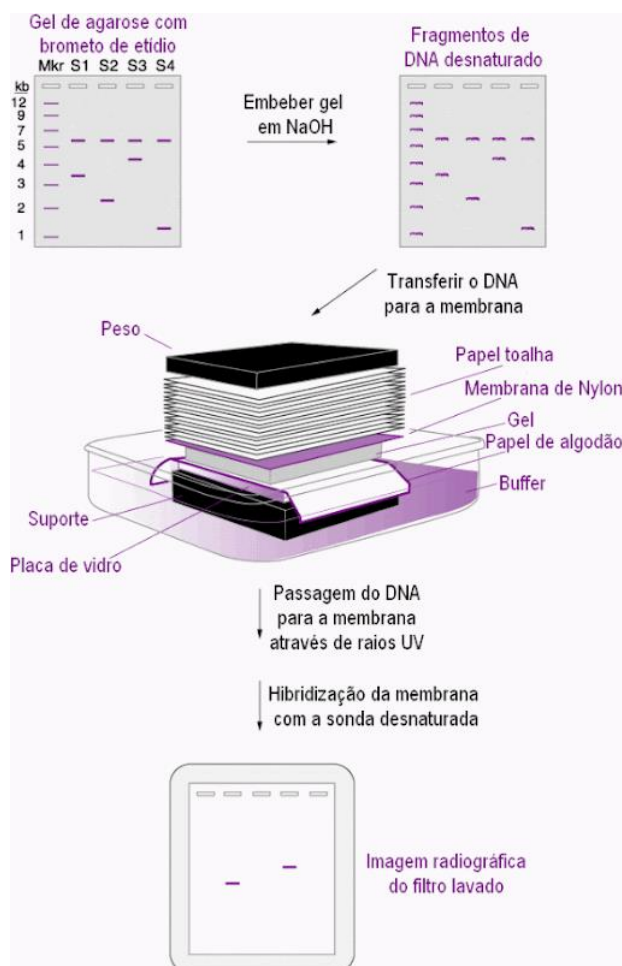 Gel de agarose com
brometo de etídio
Mkr S1 S2 S3 S4
kb
12
9
7
5
4
3
2
1
Embeber gel
em NaOH
Fragmentos de
DNA desnaturado
Transferir o DNA
para a membrana
Peso
Papel toalha
Membrana de Nylon
Gel
Papel de algodão
Buffer
Suporte
Placa de vidro
Passagem do DNA
para a membrana
através de raios UV
Hibridização da membrana
com a sonda desnaturada
Imagem radiográfica
do filtro lavado